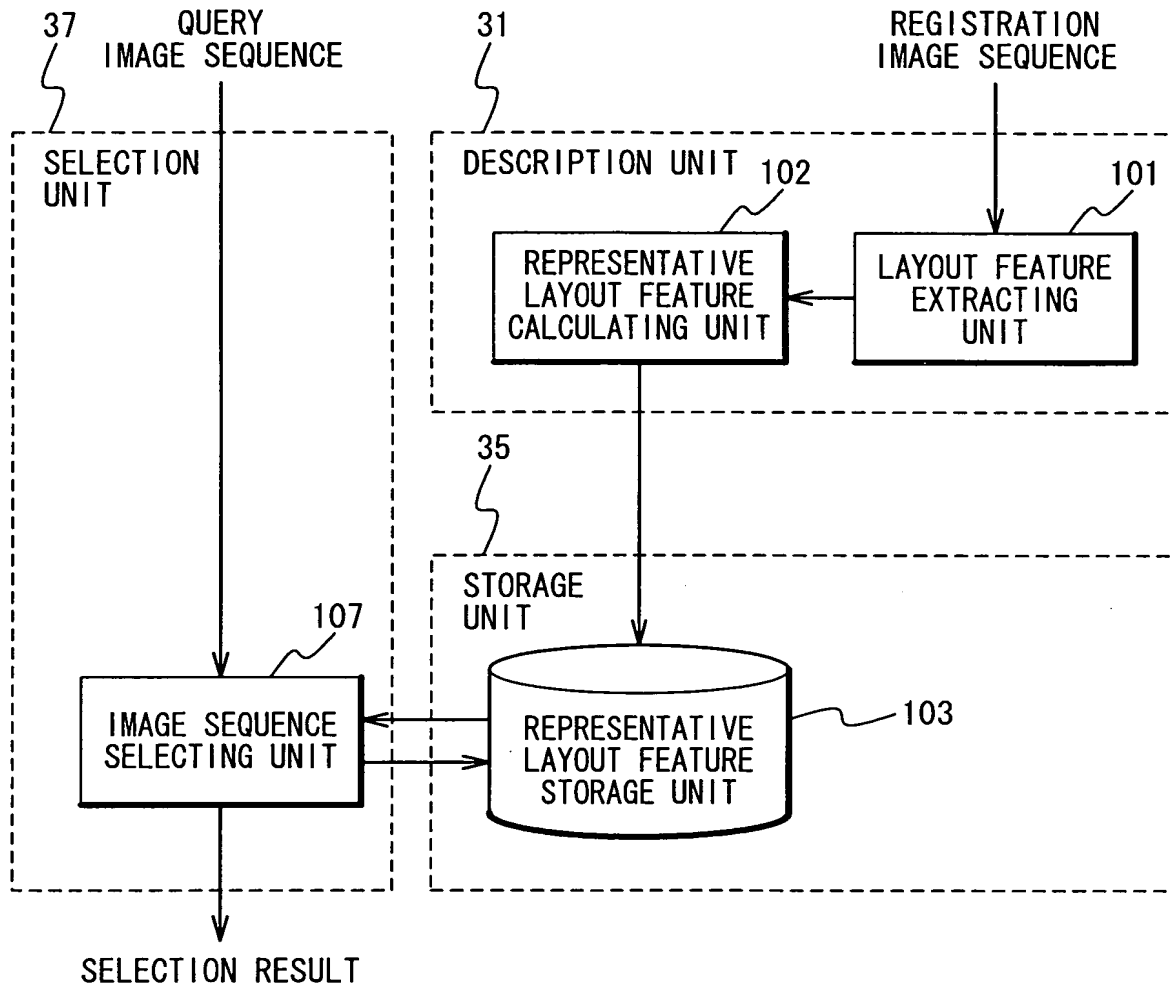 37
QUERY
IMAGE SEQUENCE
31
REGISTRATION
IMAGE SEQUENCE
SELECTION
UNIT
DESCRIPTION UNIT
102
101
REPRESENTATIVE
LAYOUT FEATURE
CALCULATING UNIT
LAYOUT FEATURE
EXTRACTING
UNIT
35
STORAGE
UNIT
107
IMAGE SEQUENCE
SELECTING UNIT
REPRESENTATIVE
LAYOUT FEATURE
STORAGE UNIT
103
SELECTION RESULT